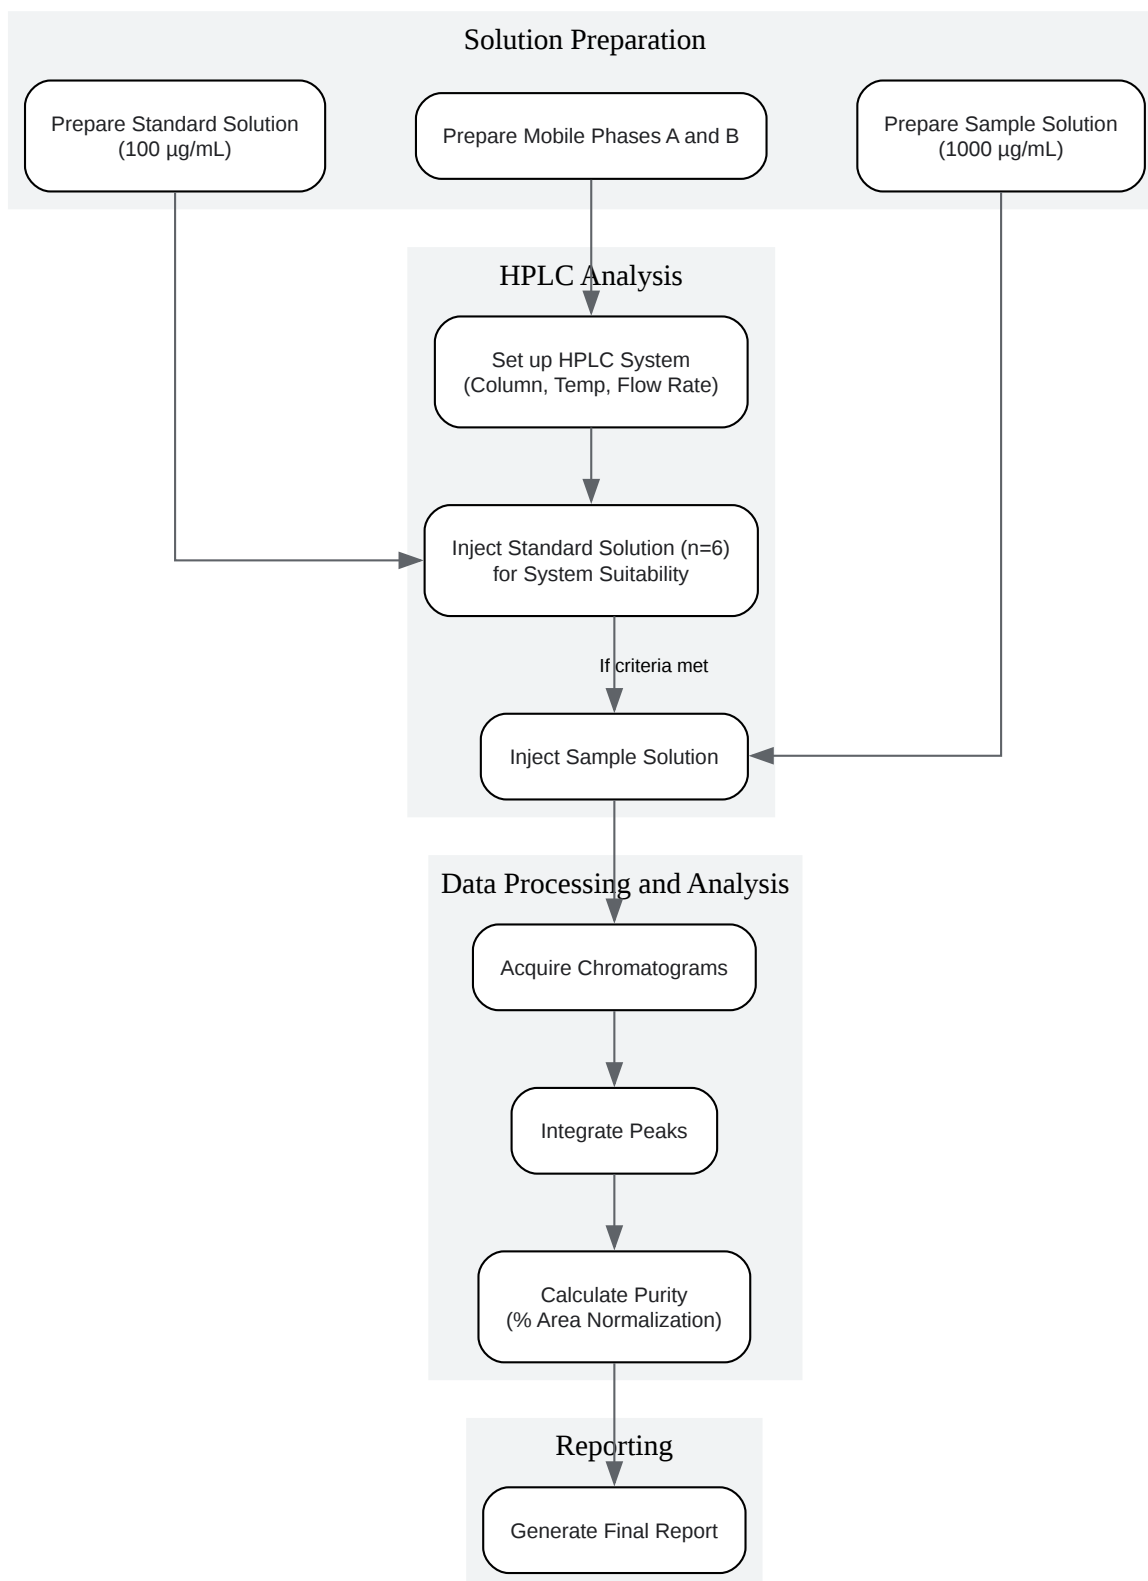 Solution Preparation
Prepare Standard Solution
(100 µg/mL)
Prepare Mobile Phases A and B
Prepare Sample Solution
(1000 µg/mL)
HPLC Analysis
Set up HPLC System
(Column, Temp, Flow Rate)
Inject Standard Solution (n=6)
for System Suitability
If criteria met
Inject Sample Solution
Data Processing and Analysis
Acquire Chromatograms
Integrate Peaks
Calculate Purity
(% Area Normalization)
Reporting
Generate Final Report